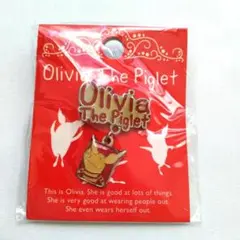 Olivia The Piglet
Olivia
The Piglet
This is Olivia. She is good at lots of things.
She is very good at wearing people out.
She even wears herself out.